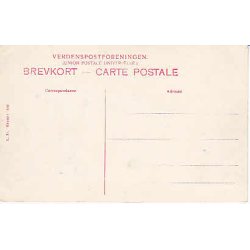 VERDENSPOSTFORENINGEN.
(UNION POSTALE UNIVERSELLE)
BREVKORT — CARTE POSTALE
Correspondance Adresse